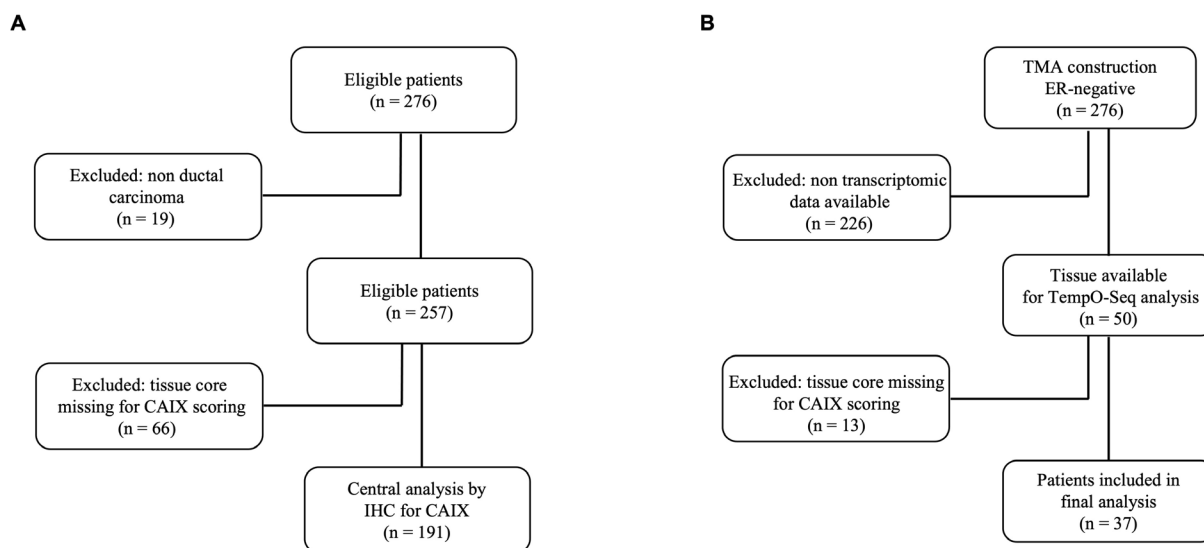 A
Eligible patients
(n = 276)
Excluded: non ductal
carcinoma
(n = 19)
Eligible patients
(n = 257)
Excluded: tissue core
missing for CAIX scoring
(n = 66)
Central analysis by
IHC for CAIX
(n = 191)
B
TMA construction
ER-negative
(n = 276)
Excluded: non transcriptomic
data available
(n = 226)
Tissue available
for TempO-Seq analysis
(n = 50)
Excluded: tissue core missing
for CAIX scoring
(n = 13)
Patients included in
final analysis
(n = 37)